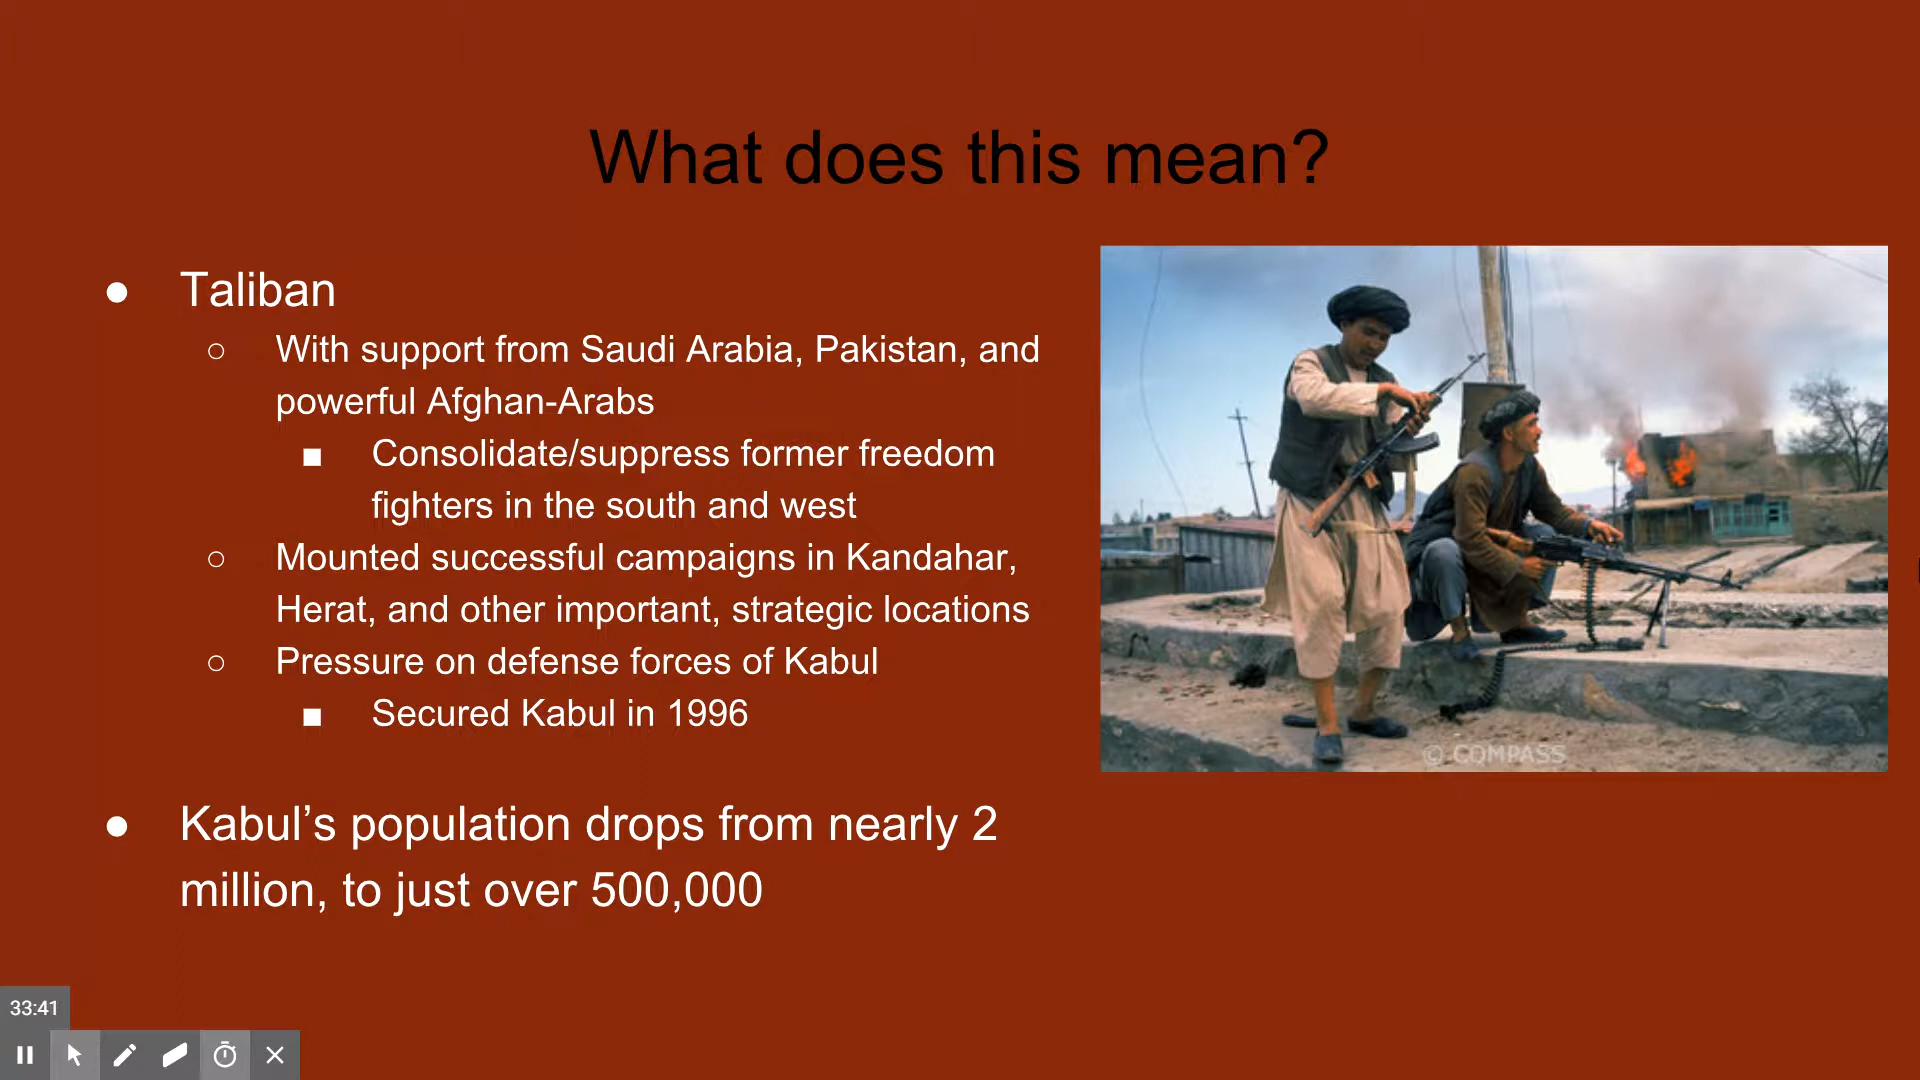 What does this mean?
● Taliban
○ With support from Saudi Arabia, Pakistan, and
powerful Afghan-Arabs
■ Consolidate/suppress former freedom
fighters in the south and west
○ Mounted successful campaigns in Kandahar,
Herat, and other important, strategic locations
○ Pressure on defense forces of Kabul
■ Secured Kabul in 1996
● Kabul’s population drops from nearly 2
million, to just over 500,000
© COMPASS
33:41